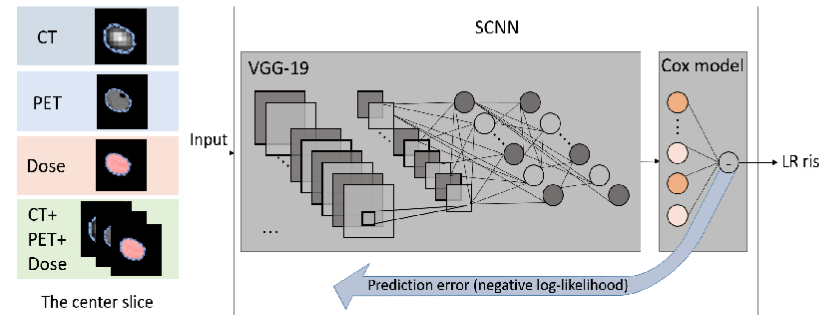 CT
PET
Dose
CT+
PET+
Dose
The center slice
Input
SCNN
VGG-19
...
Cox model
-
LR ris
Prediction error (negative log-likelihood)